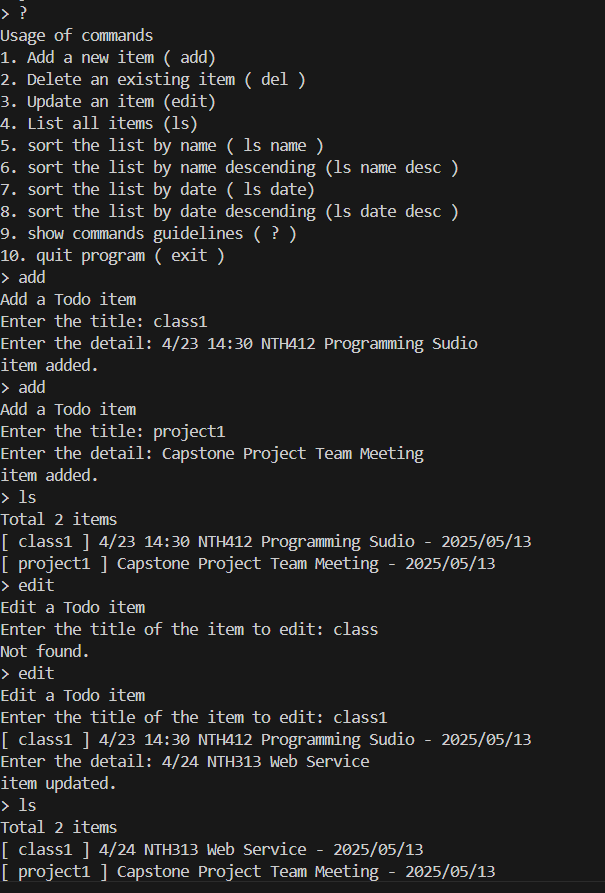 > ?
Usage of commands
1. Add a new item ( add)
2. Delete an existing item ( del )
3. Update an item (edit)
4. List all items (ls)
5. sort the list by name ( ls name )
6. sort the list by name descending (ls name desc )
7. sort the list by date ( ls date)
8. sort the list by date descending (ls date desc )
9. show commands guidelines ( ? )
10. quit program ( exit )
> add
Add a Todo item
Enter the title: class1
Enter the detail: 4/23 14:30 NTH412 Programming Sudio
item added.
> add
Add a Todo item
Enter the title: project1
Enter the detail: Capstone Project Team Meeting
item added.
> ls
Total 2 items
[ class1 ] 4/23 14:30 NTH412 Programming Sudio - 2025/05/13
[ project1 ] Capstone Project Team Meeting - 2025/05/13
> edit
Edit a Todo item
Enter the title of the item to edit: class
Not found.
> edit
Edit a Todo item
Enter the title of the item to edit: class1
[ class1 ] 4/23 14:30 NTH412 Programming Sudio - 2025/05/13
Enter the detail: 4/24 NTH313 Web Service
item updated.
> ls
Total 2 items
[ class1 ] 4/24 NTH313 Web Service - 2025/05/13
[ project1 ] Capstone Project Team Meeting - 2025/05/13